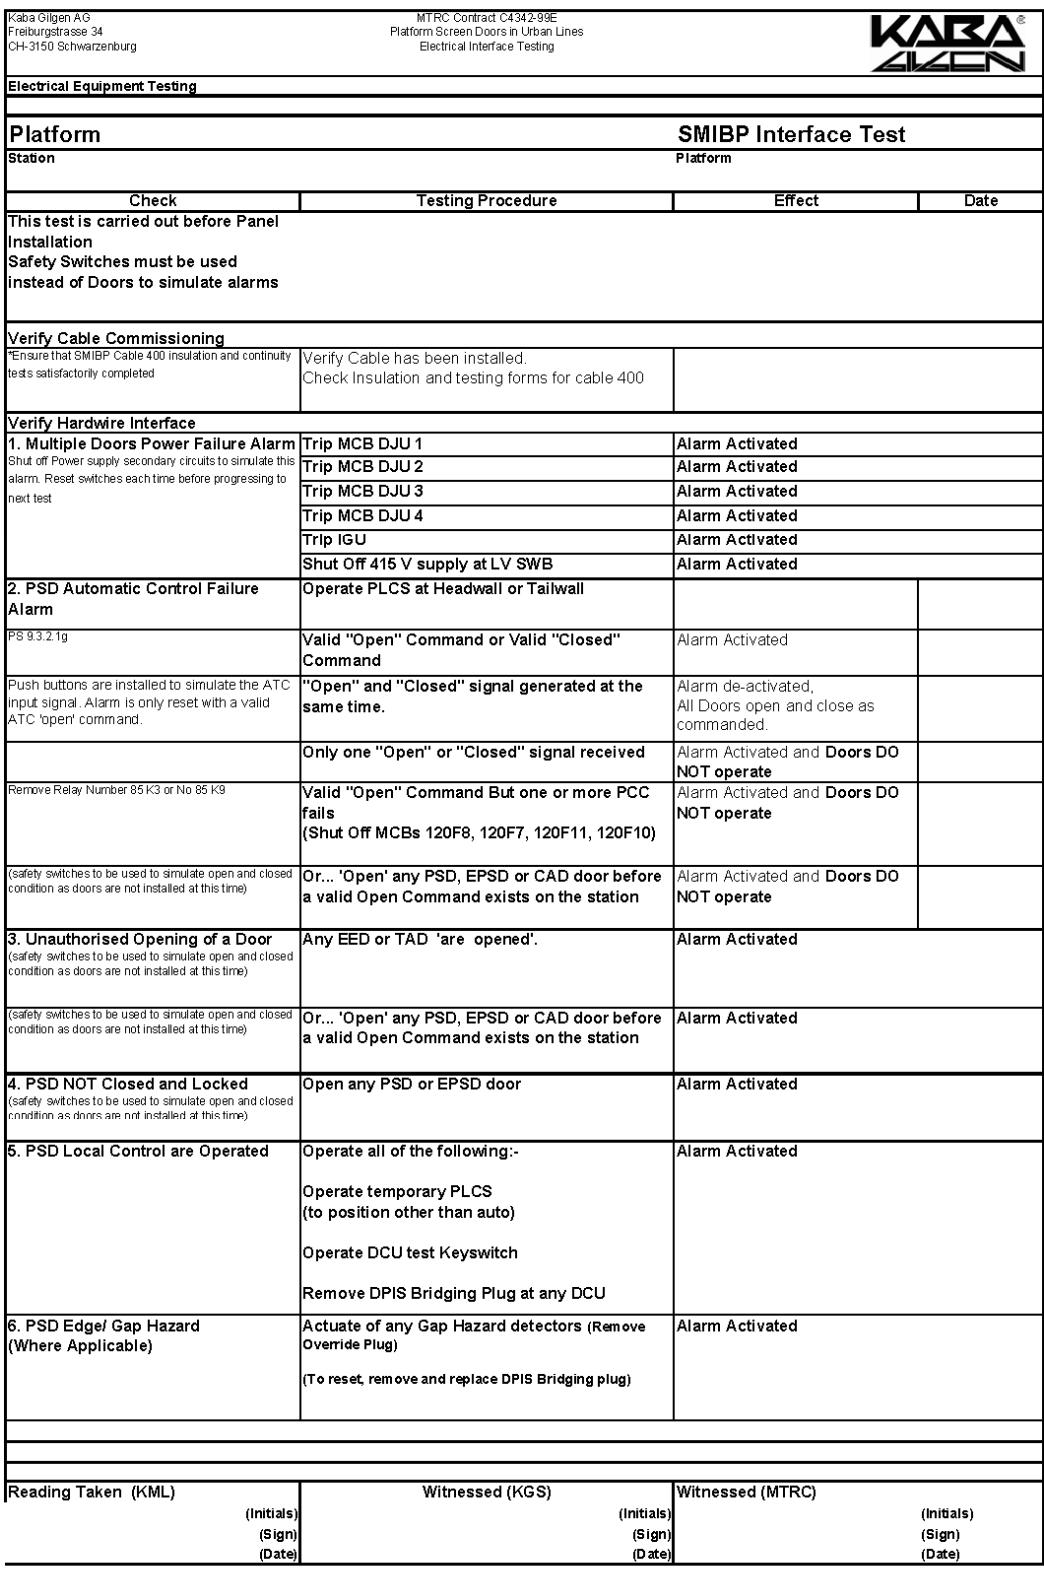 Kaba Gilgen AG
Freiburgstrasse 34
CH-3150 Schwarzenburg
MTRC Contract C4342-99E
Platform Screen Doors in Urban Lines
Electrical Interface Testing
KABA®
GILGEN
Electrical Equipment Testing
Platform
SMIBP Interface Test
Station
Platform
Check
Testing Procedure
Effect
Date
This test is carried out before Panel
Installation
Safety Switches must be used
instead of Doors to simulate alarms
Verify Cable Commissioning
*Ensure that SMIBP Cable 400 insulation and continuity
tests satisfactorily completed
Verify Cable has been installed.
Check Insulation and testing forms for cable 400
Verify Hardwire Interface
1. Multiple Doors Power Failure Alarm
Shut off Power supply secondary circuits to simulate this
alarm. Reset switches each time before progressing to
next test
Trip MCB DJU 1
Alarm Activated
Trip MCB DJU 2
Alarm Activated
Trip MCB DJU 3
Alarm Activated
Trip MCB DJU 4
Alarm Activated
Trip IGU
Alarm Activated
Shut Off 415 V supply at LV SWB
Alarm Activated
2. PSD Automatic Control Failure
Alarm
Operate PLCS at Headwall or Tailwall
PS 9.3.2.1g
Valid "Open" Command or Valid "Closed"
Command
Alarm Activated
Push buttons are installed to simulate the ATC
input signal. Alarm is only reset with a valid
ATC 'open' command.
"Open" and "Closed" signal generated at the
same time.
Alarm de-activated,
All Doors open and close as
commanded.
Only one "Open" or "Closed" signal received
Alarm Activated and Doors DO
NOT operate
Remove Relay Number 85 K3 or No 85 K9
Valid "Open" Command But one or more PCC
fails
(Shut Off MCBs 120F8, 120F7, 120F11, 120F10)
Alarm Activated and Doors DO
NOT operate
(safety switches to be used to simulate open and closed
condition as doors are not installed at this time)
Or... 'Open' any PSD, EPSD or CAD door before
a valid Open Command exists on the station
Alarm Activated and Doors DO
NOT operate
3. Unauthorised Opening of a Door
(safety switches to be used to simulate open and closed
condition as doors are not installed at this time)
Any EED or TAD 'are opened'.
Alarm Activated
(safety switches to be used to simulate open and closed
condition as doors are not installed at this time)
Or... 'Open' any PSD, EPSD or CAD door before
a valid Open Command exists on the station
Alarm Activated
4. PSD NOT Closed and Locked
(safety switches to be used to simulate open and closed
condition as doors are not installed at this time)
Open any PSD or EPSD door
Alarm Activated
5. PSD Local Control are Operated
Operate all of the following:-
Operate temporary PLCS
(to position other than auto)
Operate DCU test Keyswitch
Remove DPIS Bridging Plug at any DCU
Alarm Activated
6. PSD Edge/ Gap Hazard
(Where Applicable)
Actuate of any Gap Hazard detectors (Remove
Override Plug)
(To reset, remove and replace DPIS Bridging plug)
Alarm Activated
Reading Taken (KML)
Witnessed (KGS)
Witnessed (MTRC)
(Initials)
(Initials)
(Initials)
(Sign)
(Sign)
(Sign)
(Date)
(Date)
(Date)